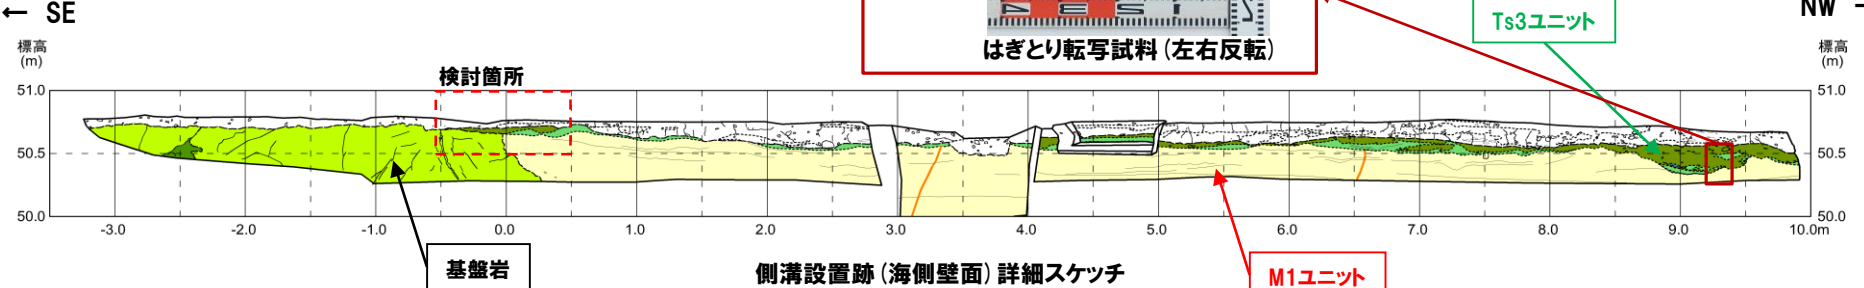 ← SE
NW →
4 3 2 1
はぎとり転写試料(左右反転)
Ts3ユニット
標高
(m)
標高
(m)
検討箇所
51.0
51.0
50.5
50.5
50.0
50.0
-3.0 -2.0 -1.0 0.0 1.0 2.0 3.0 4.0 5.0 6.0 7.0 8.0 9.0 10.0m
基盤岩
側溝設置跡(海側壁面)詳細スケッチ
M1ユニット